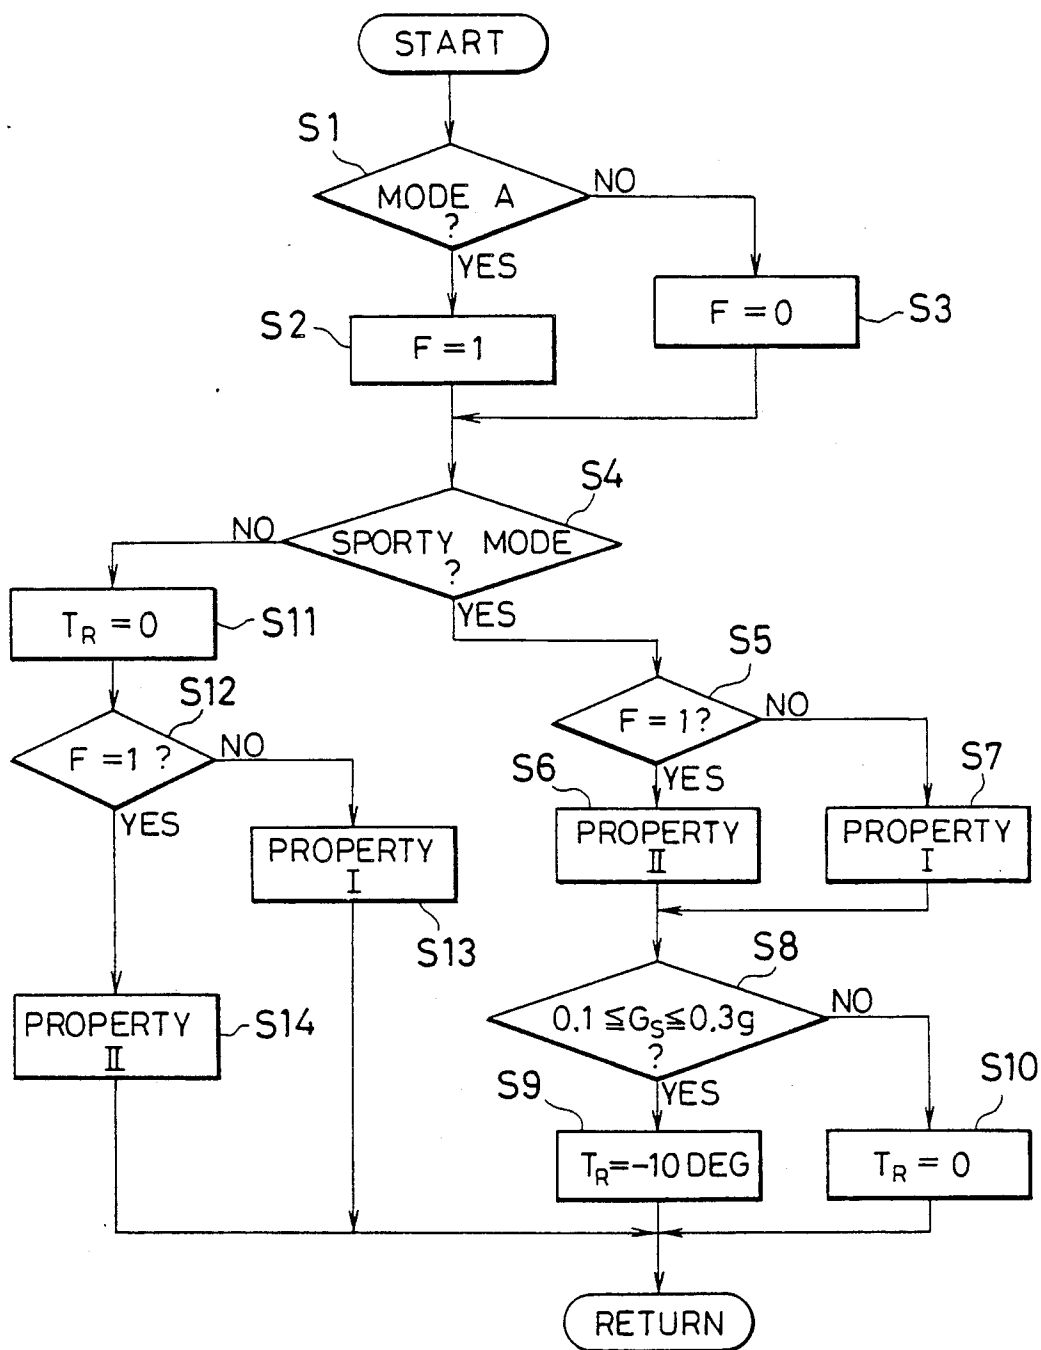 START
S1
MODE A
?
NO
YES
S2
F = 1
F = 0
S3
S4
NO
SPORTY MODE
?
YES
T_R = 0
S11
S5
F = 1?
NO
YES
S12
F = 1 ?
NO
YES
S6
PROPERTY
II
S7
PROPERTY
I
PROPERTY
I
S13
S8
0.1 ≦ G_S ≦ 0.3g
?
NO
YES
PROPERTY
II
S14
S9
T_R = -10 DEG
S10
T_R = 0
RETURN